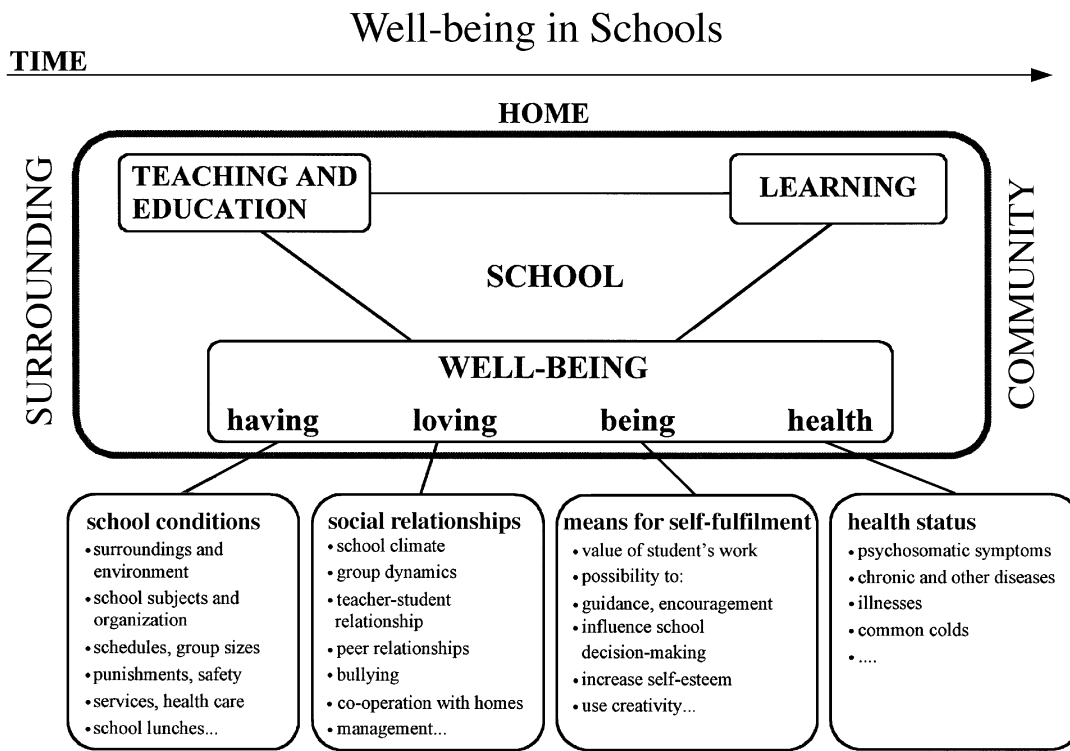 Well-being in Schools
TIME
HOME
SURROUNDING
COMMUNITY
TEACHING AND
EDUCATION
LEARNING
SCHOOL
WELL-BEING
having loving being health
school conditions
• surroundings and
environment
• school subjects and
organization
• schedules, group sizes
• punishments, safety
• services, health care
• school lunches...
social relationships
• school climate
• group dynamics
• teacher-student
relationship
• peer relationships
• bullying
• co-operation with homes
• management...
means for self-fulfilment
• value of student's work
• possibility to:
• guidance, encouragement
• influence school
decision-making
• increase self-esteem
• use creativity...
health status
• psychosomatic symptoms
• chronic and other diseases
• illnesses
• common colds
• ....